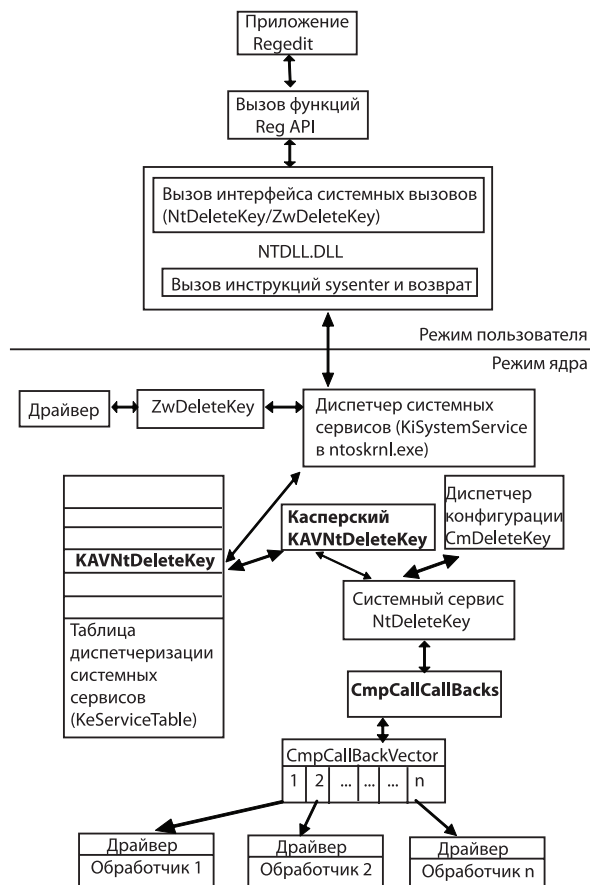 Приложение
Regedit
Вызов функций
Reg API
Вызов интерфейса системных вызовов
(NtDeleteKey/ZwDeleteKey)
NTDLL.DLL
Вызов инструкций sysenter и возврат
Режим пользователя
Режим ядра
Драйвер
ZwDeleteKey
Диспетчер системных
сервисов (KiSystemService
в ntoskrnl.exe)
KAVNtDeleteKey
Таблица
диспетчеризации
системных
сервисов
(KeServiceTable)
Касперский
KAVNtDeleteKey
Диспетчер
конфигурации
CmDeleteKey
Системный сервис
NtDeleteKey
CmpCallCallBacks
CmpCallBackVector
1 2 ... ... ... n
Драйвер
Обработчик 1
Драйвер
Обработчик 2
Драйвер
Обработчик n